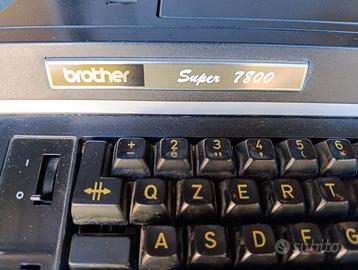 brother Super 7800
+ 2 3 4 5 6
I
O
Q Z E R T
A S D F G
subito